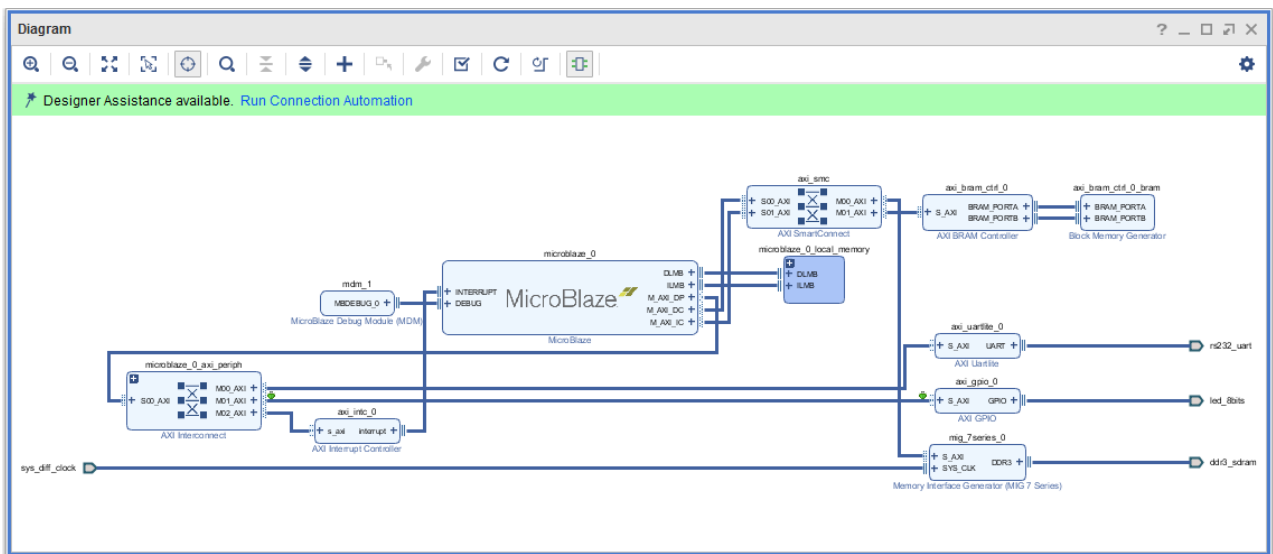 Diagram
Designer Assistance available. Run Connection Automation
axi_smc
S00_AXI M00_AXI
S01_AXI M01_AXI
AXI SmartConnect
axi_bram_ctrl_0
S_AXI BRAM_PORTA
BRAM_PORTB
AXI BRAM Controller
axi_bram_ctrl_0_bram
BRAM_PORTA
BRAM_PORTB
Block Memory Generator
microblaze_0_local_memory
DLMB
ILMB
microblaze_0
INTERRUPT
DEBUG
MicroBlaze
DLMB
ILMB
M_AXI_DP
M_AXI_DC
M_AXI_IC
MicroBlaze
mdm_1
MBDEBUG_0
MicroBlaze Debug Module (MDM)
microblaze_0_axi_periph
S00_AXI M00_AXI
M01_AXI
M02_AXI
AXI Interconnect
axi_intc_0
s_axi interrupt
AXI Interrupt Controller
axi_uartlite_0
S_AXI UART
AXI Uartlite
rs232_uart
axi_gpio_0
S_AXI GPIO
AXI GPIO
led_8bits
mig_7series_0
S_AXI
SYS_CLK
DDR3
Memory Interface Generator (MIG 7 Series)
ddr3_sdram
sys_diff_clock